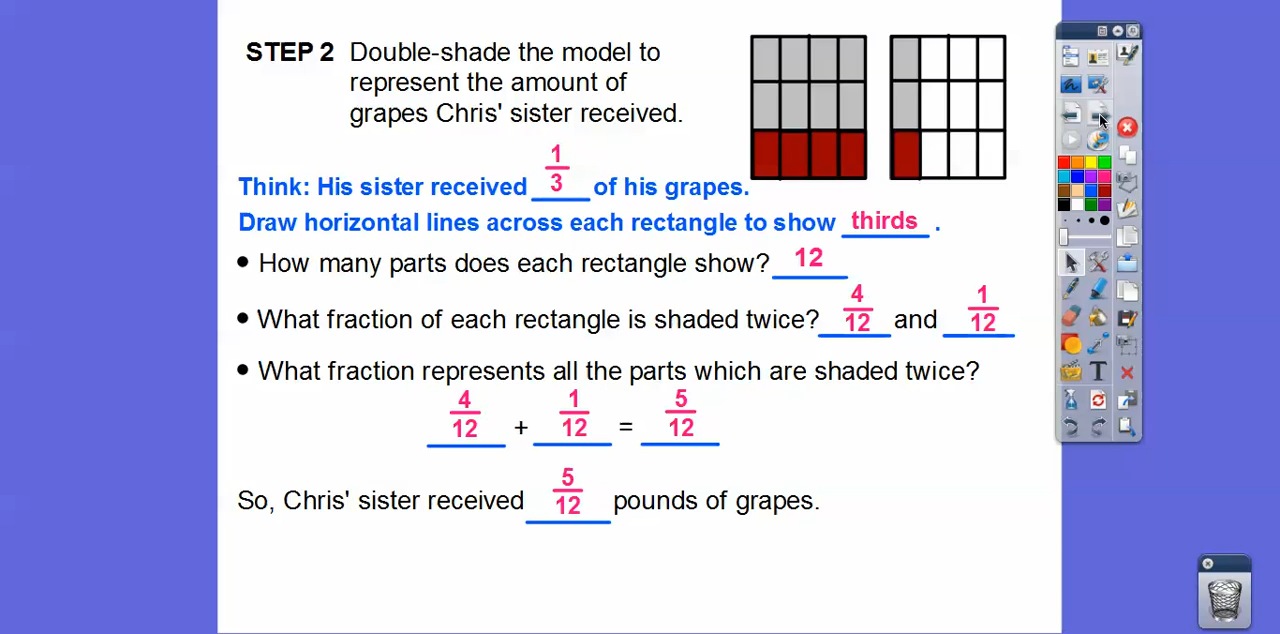 STEP 2 Double-shade the model to
represent the amount of
grapes Chris' sister received.
Think: His sister received 1/3 of his grapes.
Draw horizontal lines across each rectangle to show thirds .
• How many parts does each rectangle show? 12
• What fraction of each rectangle is shaded twice? 4/12 and 1/12
• What fraction represents all the parts which are shaded twice?
4/12 + 1/12 = 5/12
So, Chris' sister received 5/12 pounds of grapes.
T